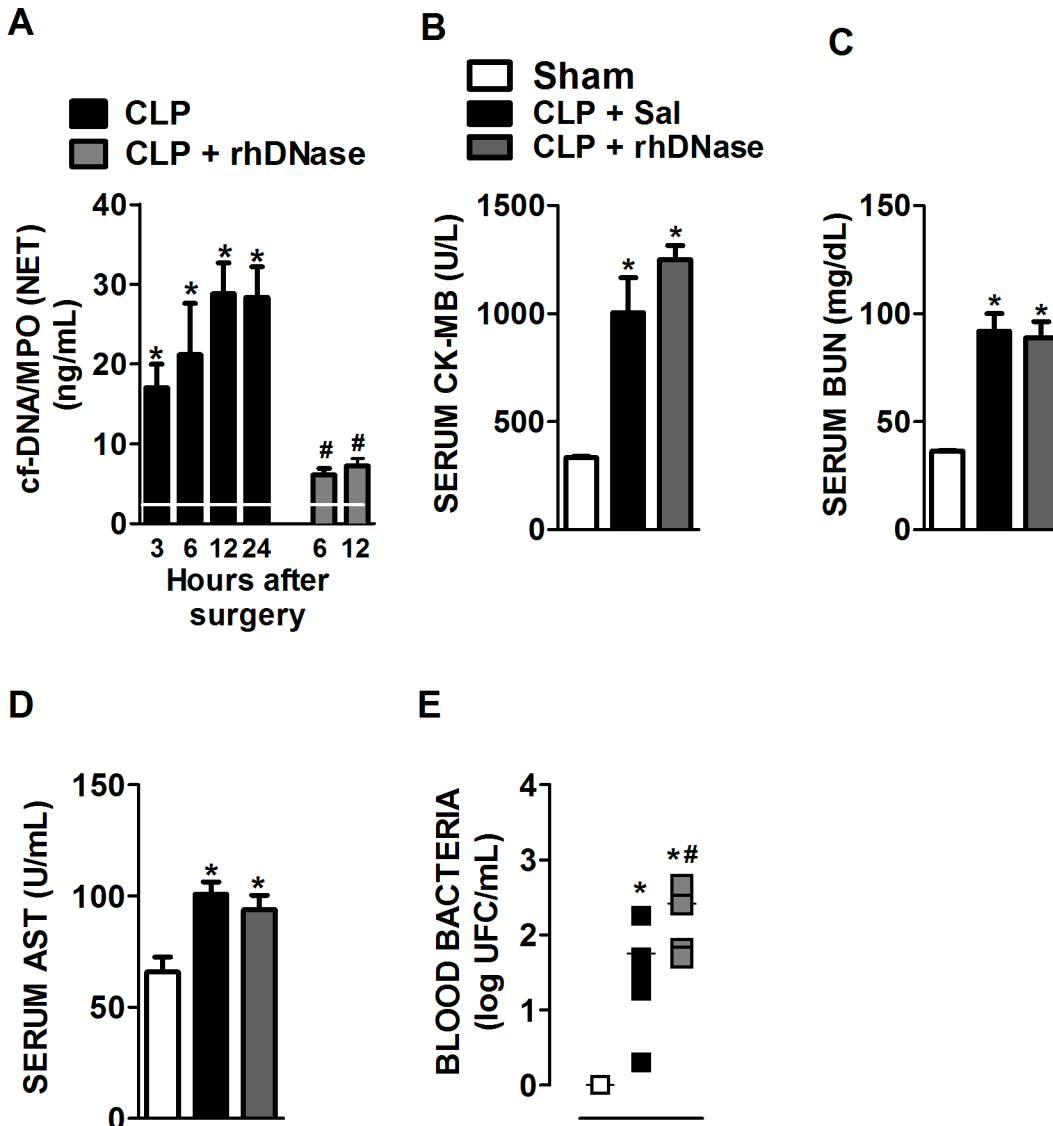 A
CLP
CLP + rhDNase
cf-DNA/MPO (NET)
(ng/mL)
40
30
20
10
0
* * * *
# #
3 6 12 24 6 12
Hours after
surgery
B
Sham
CLP + Sal
CLP + rhDNase
SERUM CK-MB (U/L)
1500
1000
500
0
* *
C
SERUM BUN (mg/dL)
150
100
50
0
* *
D
SERUM AST (U/mL)
150
100
50
0
* *
E
BLOOD BACTERIA
(log UFC/mL)
4
3
2
1
0
* *#